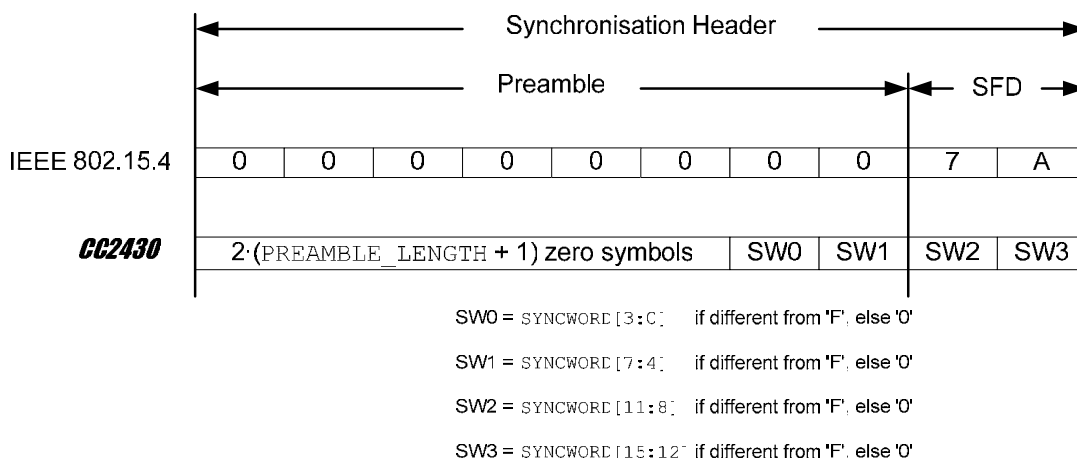 Synchronisation Header
Preamble SFD
IEEE 802.15.4 0 0 0 0 0 0 0 0 7 A
CC2430 2·(PREAMBLE_LENGTH + 1) zero symbols SW0 SW1 SW2 SW3
SW0 = SYNCWORD[3:0] if different from 'F', else '0'
SW1 = SYNCWORD[7:4] if different from 'F', else '0'
SW2 = SYNCWORD[11:8] if different from 'F', else '0'
SW3 = SYNCWORD[15:12] if different from 'F', else '0'